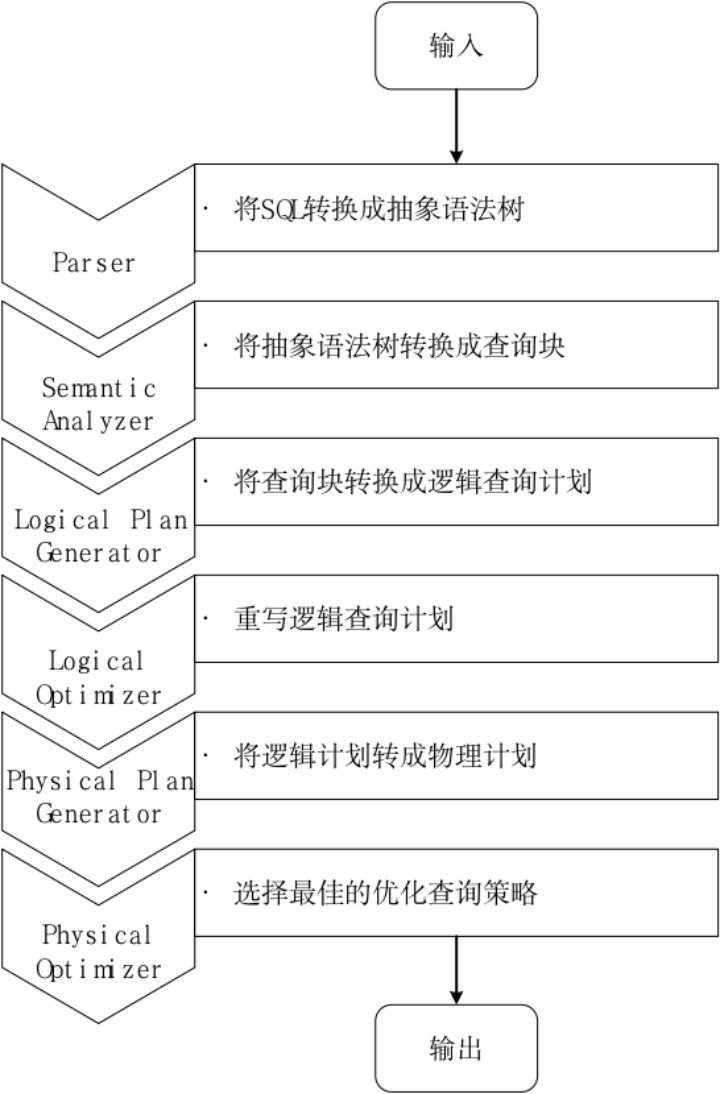 输入
· 将SQL转换成抽象语法树
Parser
· 将抽象语法树转换成查询块
Semantic
Analyzer
· 将查询块转换成逻辑查询计划
Logical Plan
Generator
· 重写逻辑查询计划
Logical
Optimizer
· 将逻辑计划转成物理计划
Physical Plan
Generator
· 选择最佳的优化查询策略
Physical
Optimizer
输出